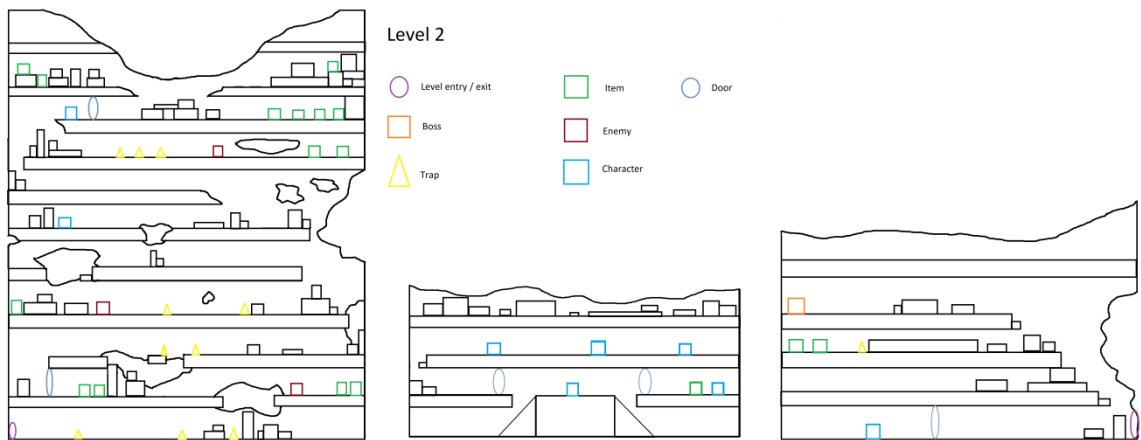 Level 2
Level entry / exit
Item
Door
Boss
Enemy
Trap
Character